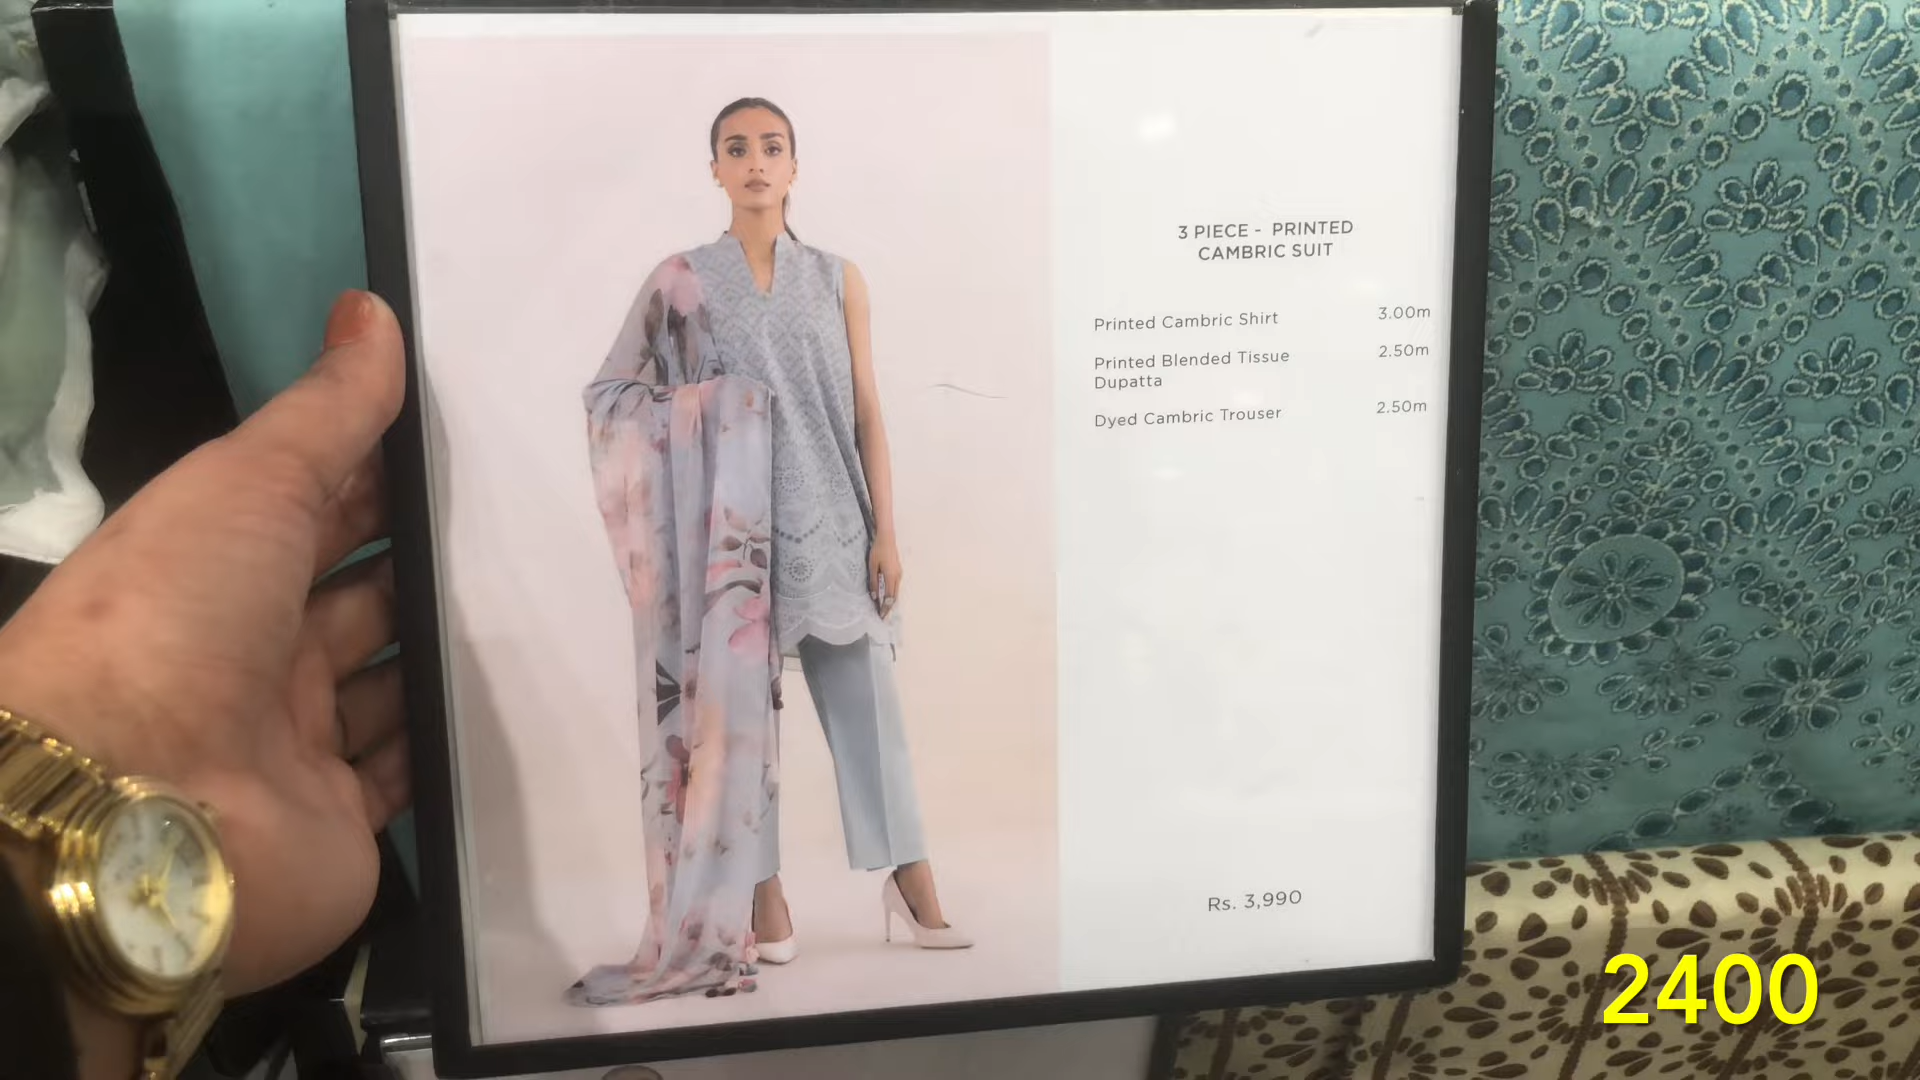 3 PIECE - PRINTED
CAMBRIC SUIT
Printed Cambric Shirt 3.00m
Printed Blended Tissue 2.50m
Dupatta
Dyed Cambric Trouser 2.50m
Rs. 3,990
2400